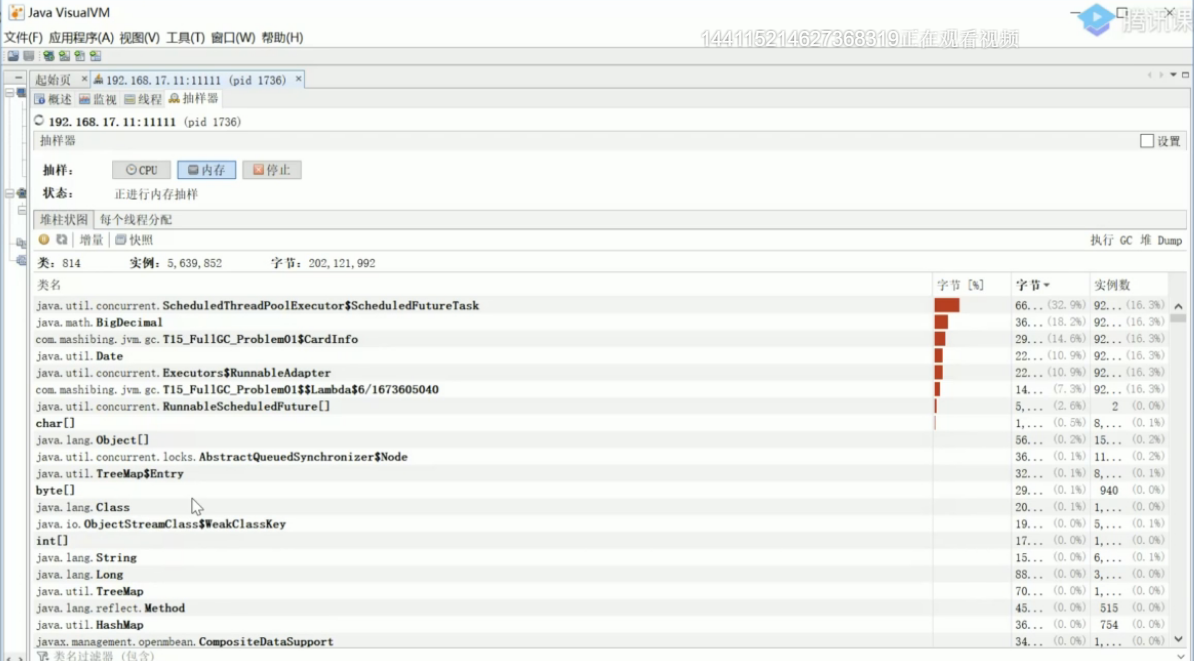 Java VisualVM
腾讯课
144115214627368319正在观看视频
文件(F) 应用程序(A) 视图(V) 工具(T) 窗口(W) 帮助(H)
起始页 × 192.168.17.11:11111 (pid 1736) ×
概述 监视 线程 抽样器
192.168.17.11:11111 (pid 1736)
抽样器 设置
抽样: CPU 内存 停止
状态: 正进行内存抽样
堆柱状图 每个线程分配
增量 快照 执行 GC 堆 Dump
类: 814 实例: 5,639,852 字节: 202,121,992
类名 字节 [%] 字节 实例数
java.util.concurrent.ScheduledThreadPoolExecutor$ScheduledFutureTask 66... (32.9%) 92... (16.3%)
java.math.BigDecimal 36... (18.2%) 92... (16.3%)
com.mashibing.jvm.gc.T15_FullGC_Problem01$CardInfo 29... (14.6%) 92... (16.3%)
java.util.Date 22... (10.9%) 92... (16.3%)
java.util.concurrent.Executors$RunnableAdapter 22... (10.9%) 92... (16.3%)
com.mashibing.jvm.gc.T15_FullGC_Problem01$$Lambda$6/1673605040 14... (7.3%) 92... (16.3%)
java.util.concurrent.RunnableScheduledFuture[] 5,... (2.6%) 2 (0.0%)
char[] 1,... (0.5%) 8,... (0.1%)
java.lang.Object[] 56... (0.2%) 15... (0.2%)
java.util.concurrent.locks.AbstractQueuedSynchronizer$Node 36... (0.1%) 11... (0.2%)
java.util.TreeMap$Entry 32... (0.1%) 8,... (0.1%)
byte[] 29... (0.1%) 940 (0.0%)
java.lang.Class 20... (0.1%) 1,... (0.0%)
java.io.ObjectStreamClass$WeakClassKey 19... (0.0%) 5,... (0.1%)
int[] 17... (0.0%) 1,... (0.0%)
java.lang.String 15... (0.0%) 6,... (0.1%)
java.lang.Long 88... (0.0%) 3,... (0.0%)
java.util.TreeMap 70... (0.0%) 1,... (0.0%)
java.lang.reflect.Method 45... (0.0%) 515 (0.0%)
java.util.HashMap 36... (0.0%) 754 (0.0%)
javax.management.openmbean.CompositeDataSupport 34... (0.0%) 1,... (0.0%)
类名过滤器 (包含)